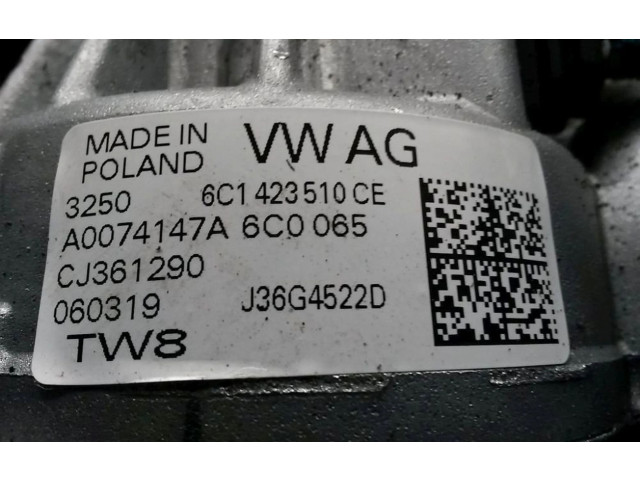 MADE IN
POLAND VW AG
3250 6C1 423 510 CE
A0074147A 6C0 065
CJ361290
060319 J36G4522D
TW8